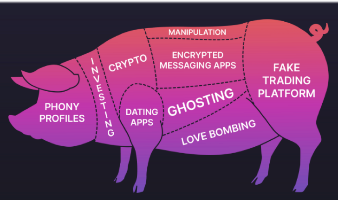 PHONY
PROFILES
INVESTING
CRYPTO
MANIPULATION
ENCRYPTED
MESSAGING APPS
DATING
APPS
GHOSTING
LOVE BOMBING
FAKE
TRADING
PLATFORM